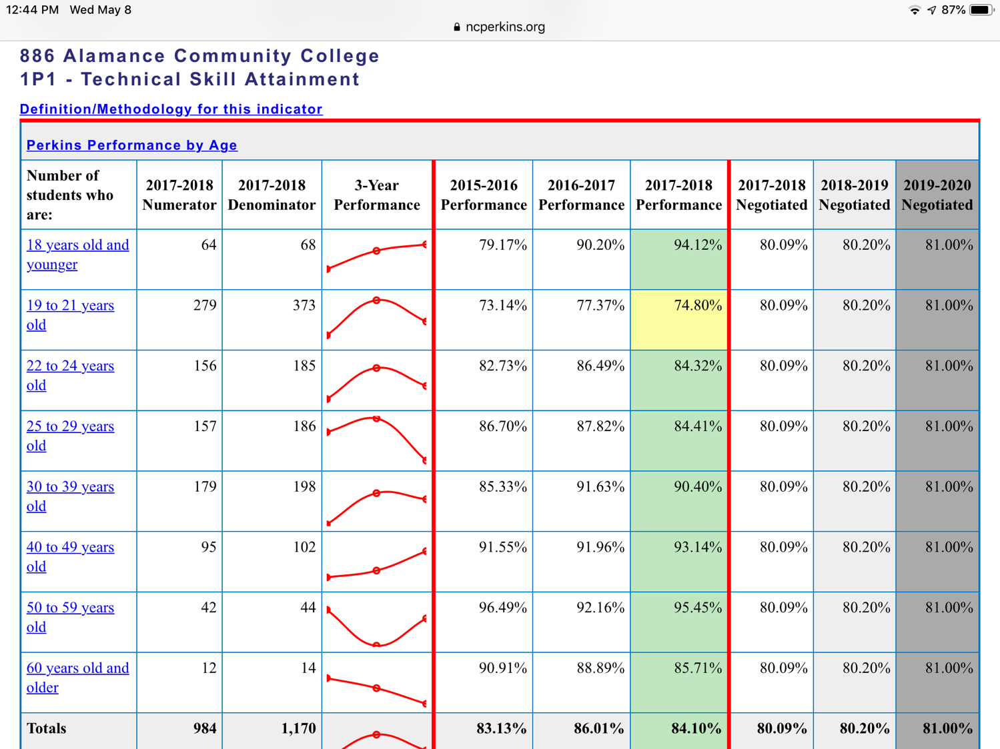 12:44 PM Wed May 8
87%
ncperkins.org
886 Alamance Community College
1P1 - Technical Skill Attainment
Definition/Methodology for this indicator
Perkins Performance by Age
Number of students who are: 2017-2018 Numerator 2017-2018 Denominator 3-Year Performance 2015-2016 Performance 2016-2017 Performance 2017-2018 Performance 2017-2018 Negotiated 2018-2019 Negotiated 2019-2020 Negotiated
18 years old and younger 64 68 79.17% 90.20% 94.12% 80.09% 80.20% 81.00%
19 to 21 years old 279 373 73.14% 77.37% 74.80% 80.09% 80.20% 81.00%
22 to 24 years old 156 185 82.73% 86.49% 84.32% 80.09% 80.20% 81.00%
25 to 29 years old 157 186 86.70% 87.82% 84.41% 80.09% 80.20% 81.00%
30 to 39 years old 179 198 85.33% 91.63% 90.40% 80.09% 80.20% 81.00%
40 to 49 years old 95 102 91.55% 91.96% 93.14% 80.09% 80.20% 81.00%
50 to 59 years old 42 44 96.49% 92.16% 95.45% 80.09% 80.20% 81.00%
60 years old and older 12 14 90.91% 88.89% 85.71% 80.09% 80.20% 81.00%
Totals 984 1,170 83.13% 86.01% 84.10% 80.09% 80.20% 81.00%